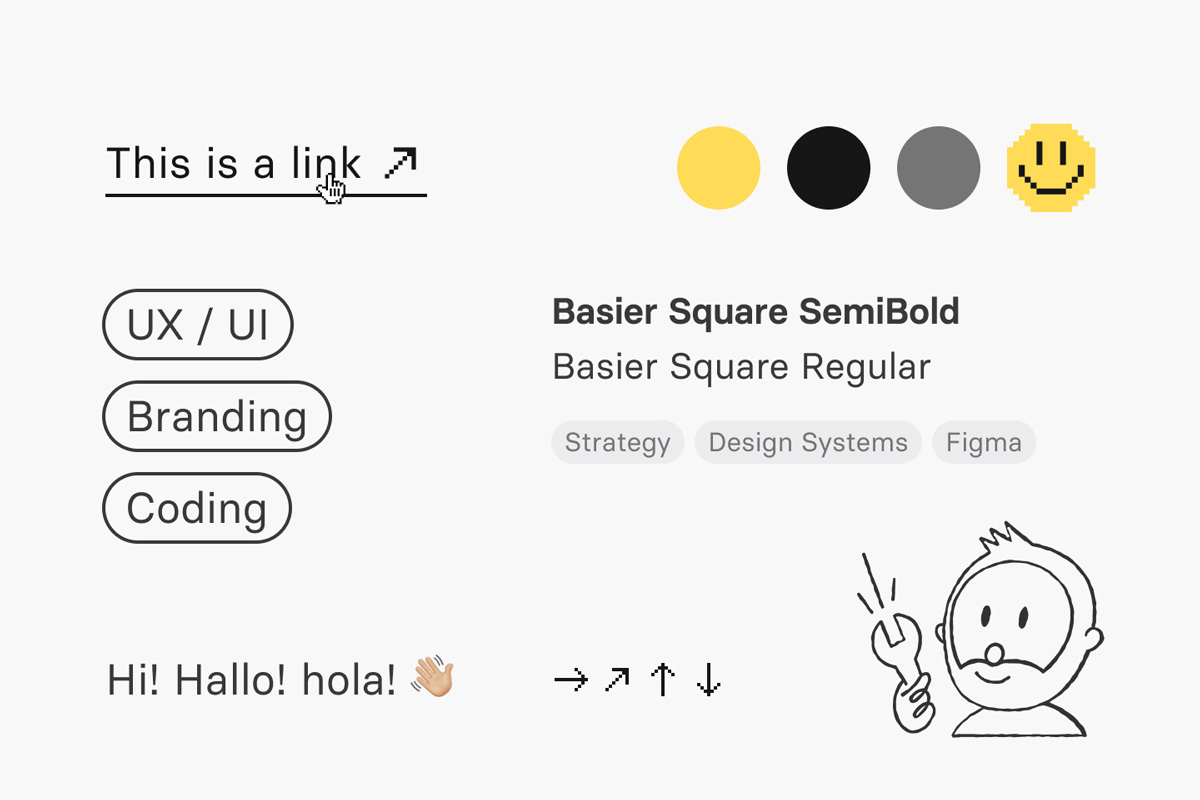 This is a link ↗
UX / UI
Branding
Coding
Basier Square SemiBold
Basier Square Regular
Strategy
Design Systems
Figma
Hi! Hallo! hola! 👋🏼
→ ↗ ↑ ↓